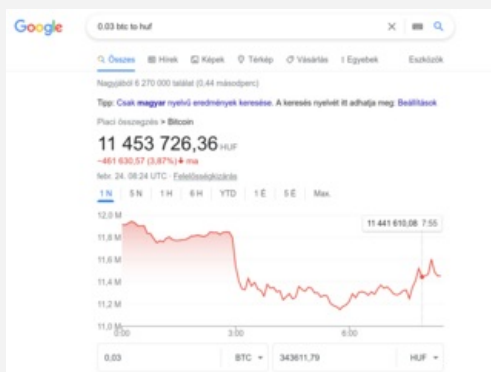 Google
0.03 btc to huf
Összes Hírek Képek Térkép Vásárlás Egyebek Eszközök
Nagyjából 6 270 000 találat (0,44 másodperc)
Tipp: Csak magyar nyelvű eredmények keresése. A keresés nyelvét itt adhatja meg: Beállítások
Piaci összegzés > Bitcoin
11 453 726,36 HUF
−461 630,57 (3,87%) ma
febr. 24. 08:24 UTC · Felelősségkizárás
1 N 5 N 1 H 6 H YTD 1 É 5 É Max.
12,0 M
11 441 610,08 7:55
11,8 M
11,6 M
11,4 M
11,2 M
11,0 M
0:00 3:00 6:00
0,03 BTC 343611,79 HUF